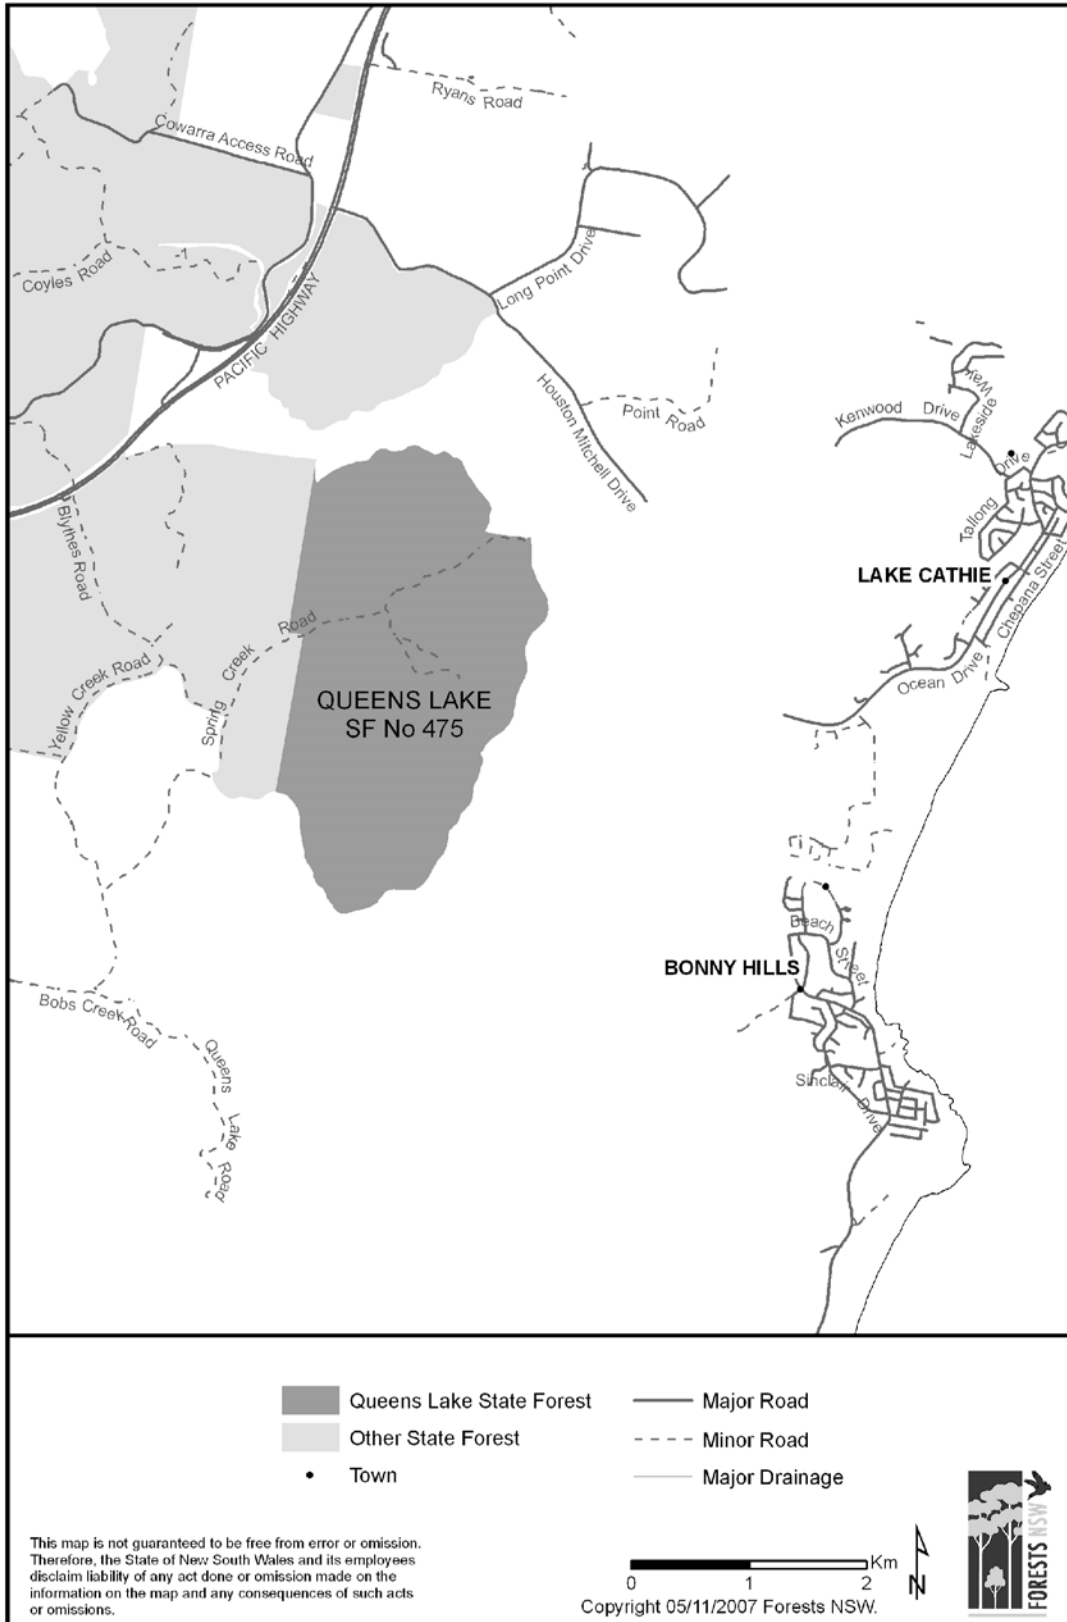 Ryans Road
Cowarra Access Road
Coyles Road
-1
PACIFIC HIGHWAY
Long Point Drive
Houston Mitchell Drive
Point Road
Kenwood Drive
Lakeside Way
Drive
Tallong
LAKE CATHIE
Chepana Street
Ocean Drive
Blythes Road
Yellow Creek Road
Spring Creek Road
QUEENS LAKE
SF No 475
Beach Street
BONNY HILLS
Bobs Creek Road
Queens Lake Road
Sinclair Drive
Queens Lake State Forest
Other State Forest
Town
Major Road
Minor Road
Major Drainage
This map is not guaranteed to be free from error or omission.
Therefore, the State of New South Wales and its employees
disclaim liability of any act done or omission made on the
information on the map and any consequences of such acts
or omissions.
Km
0 1 2
Copyright 05/11/2007 Forests NSW.
N
FORESTS NSW